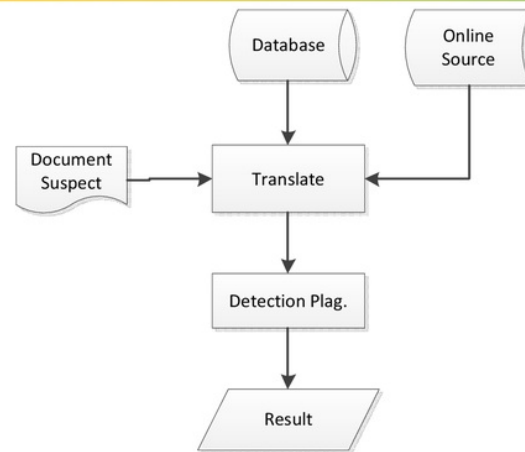 Database
Online
Source
Document
Suspect
Translate
Detection Plag.
Result